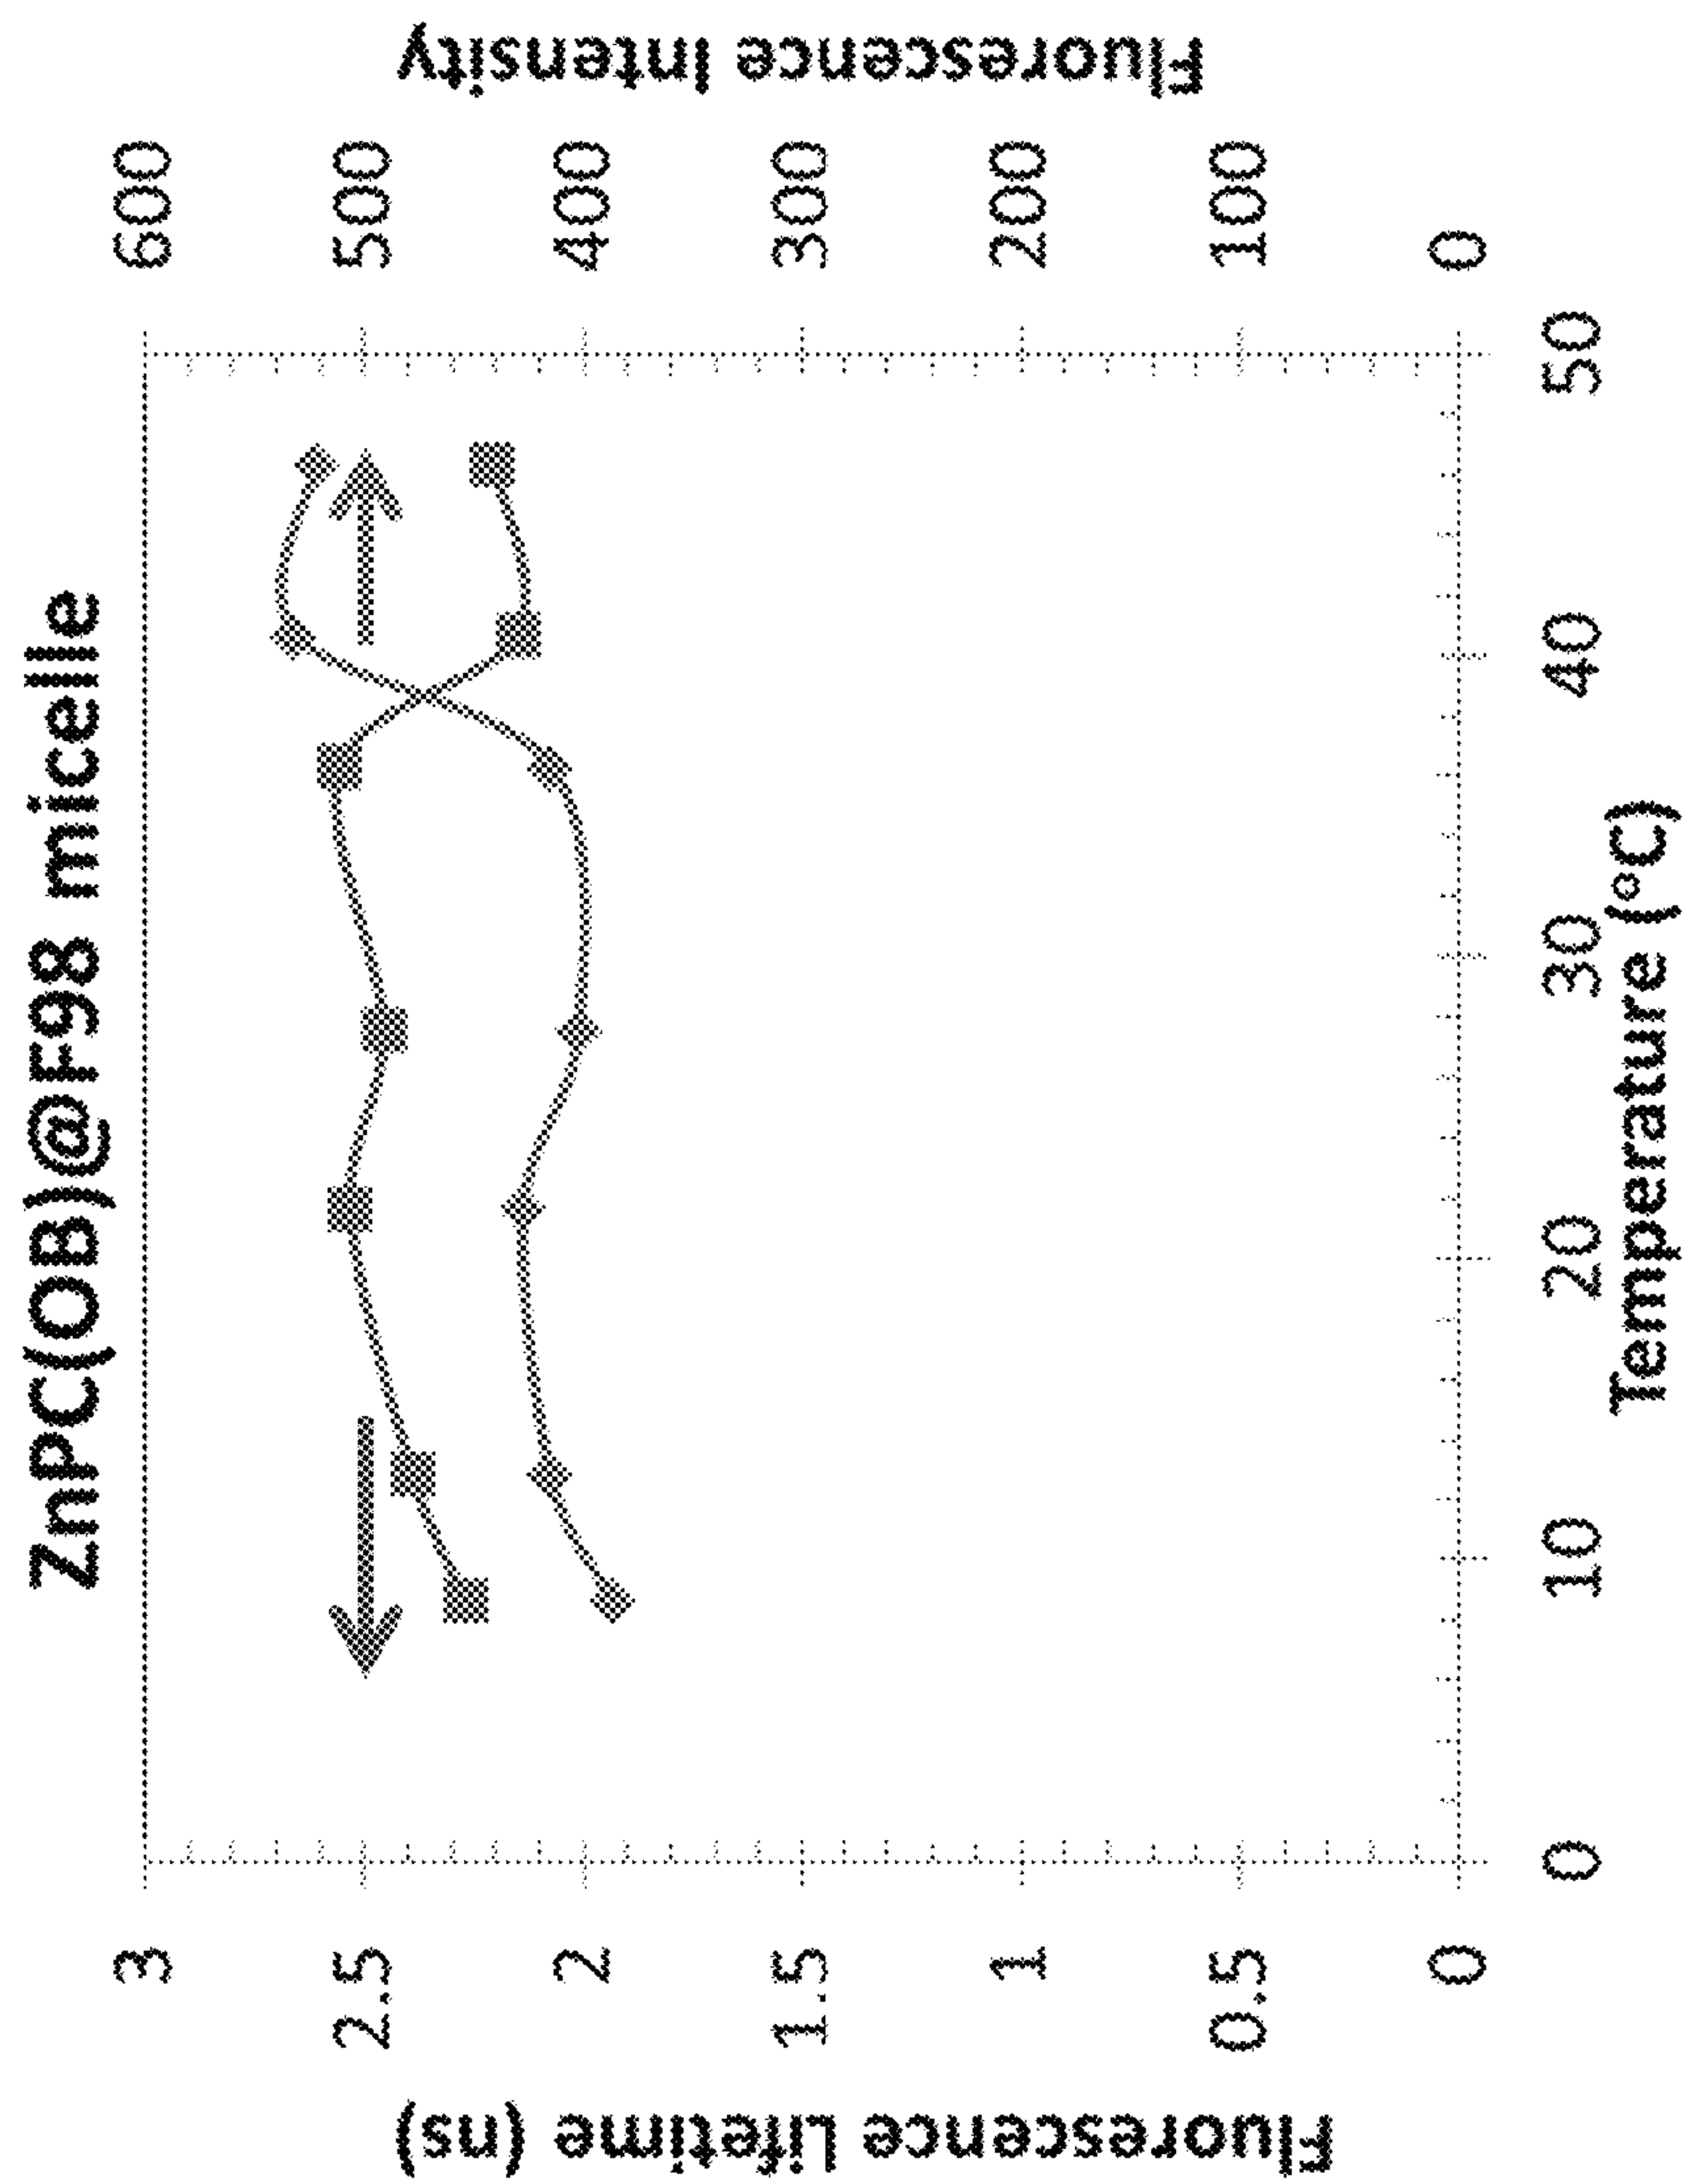 ZnPC(OB)@F98 micelle
Fluorescence Lifetime (ns)
3
2.5
2
1.5
1
0.5
0
Fluorescence Intensity
600
500
400
300
200
100
0
0 10 20 30 40 50
Temperature (°C)